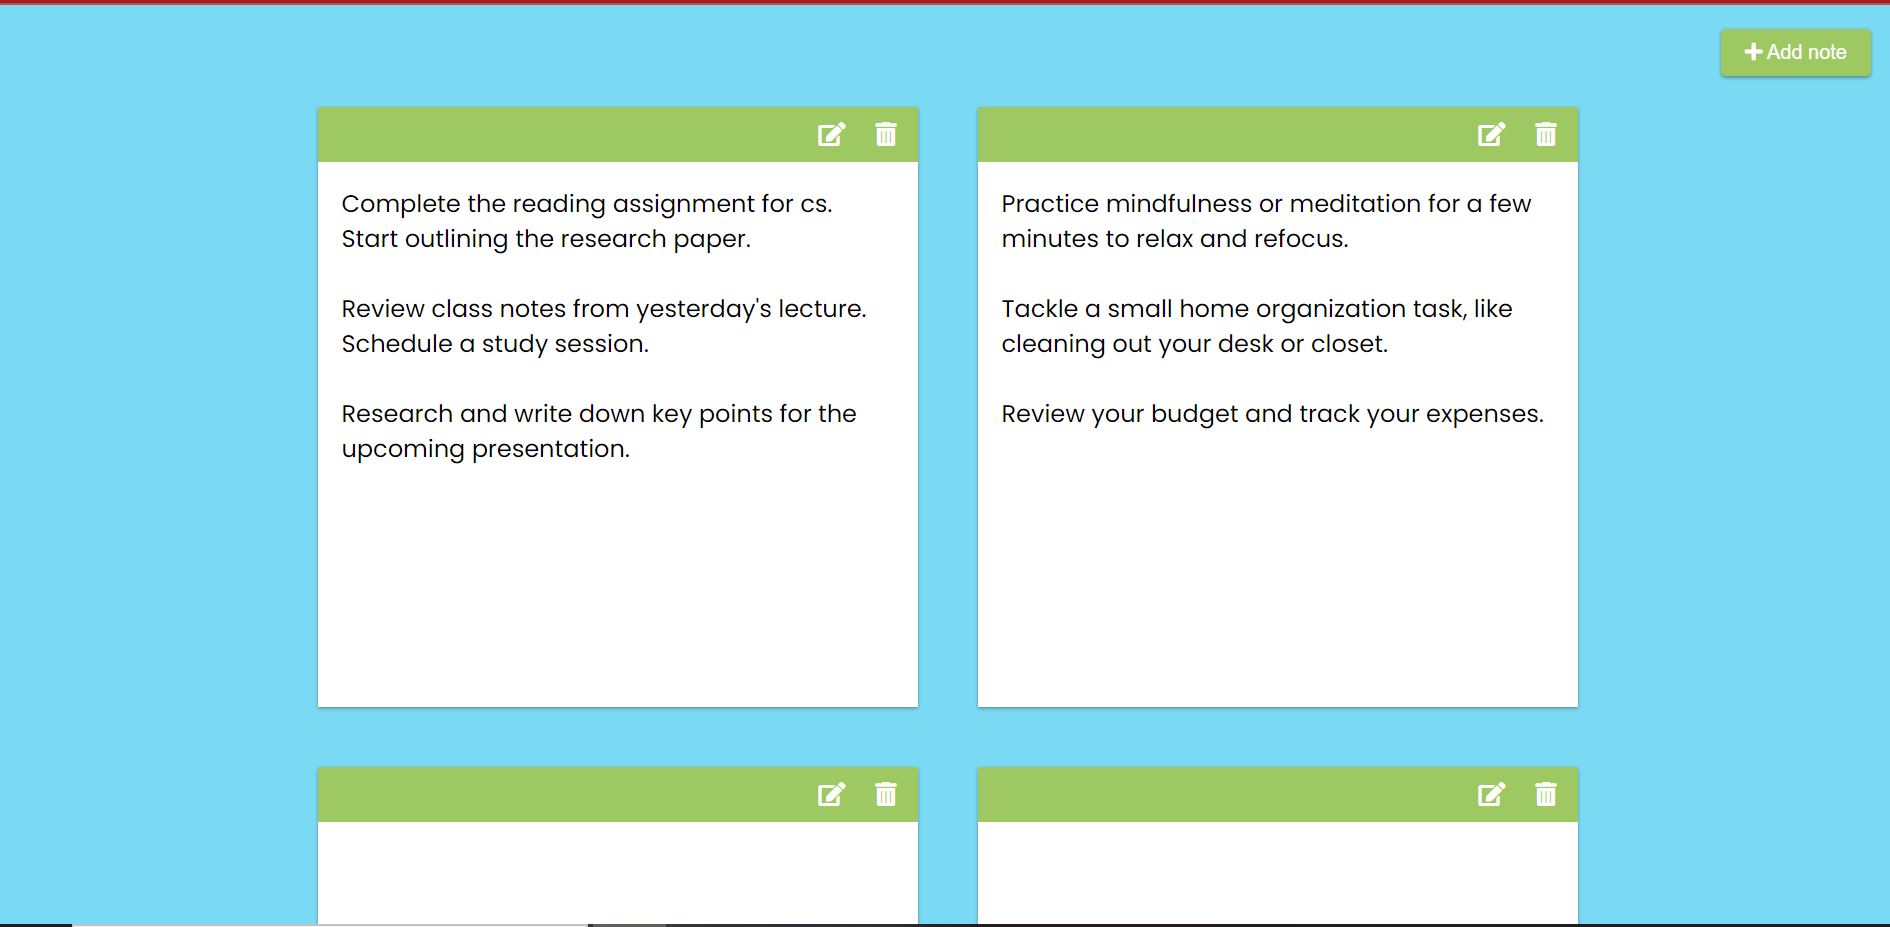 Add note
Complete the reading assignment for cs.
Start outlining the research paper.
Review class notes from yesterday's lecture.
Schedule a study session.
Research and write down key points for the
upcoming presentation.
Practice mindfulness or meditation for a few
minutes to relax and refocus.
Tackle a small home organization task, like
cleaning out your desk or closet.
Review your budget and track your expenses.